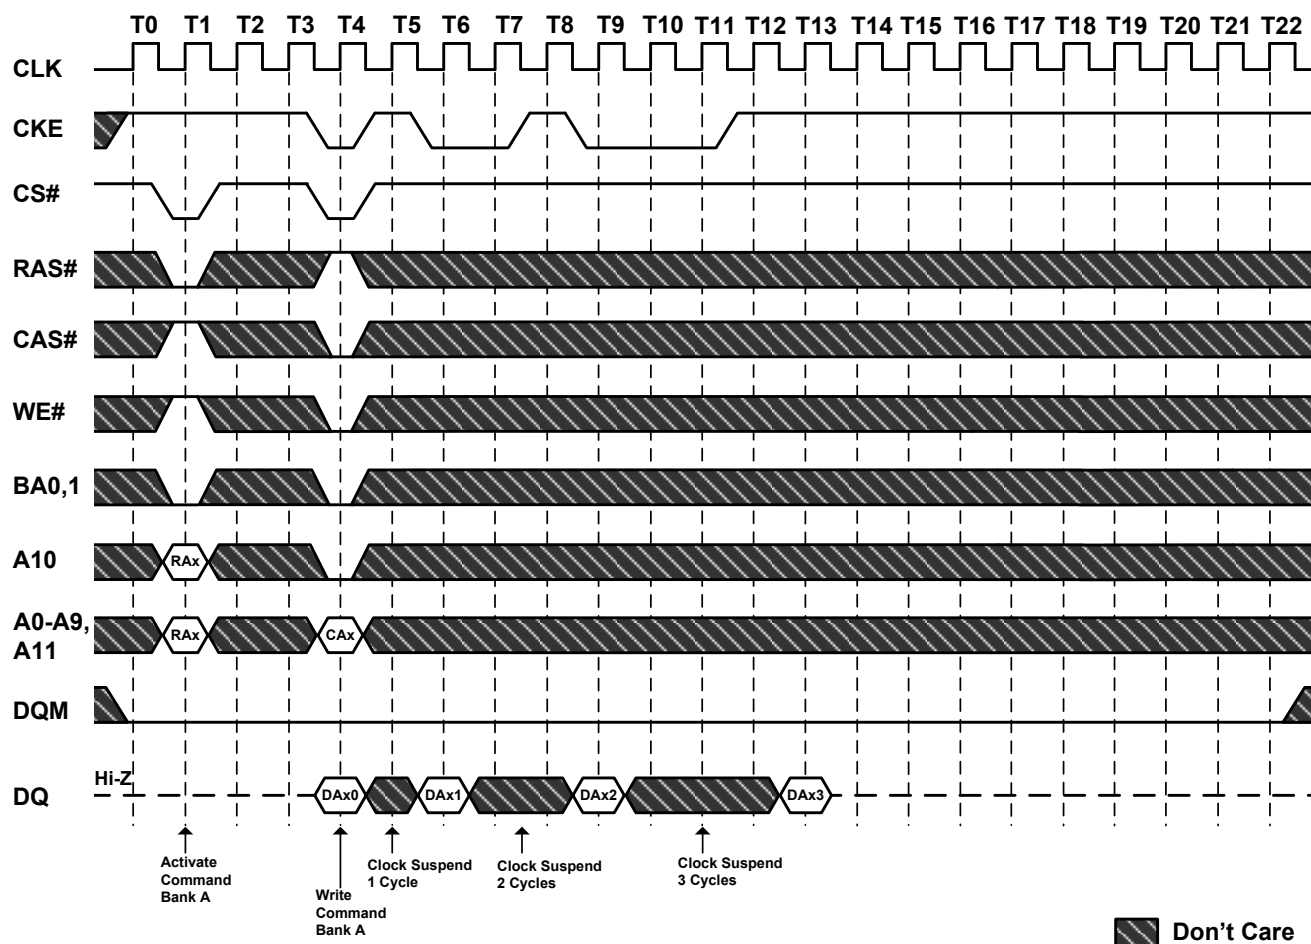 T0 T1 T2 T3 T4 T5 T6 T7 T8 T9 T10 T11 T12 T13 T14 T15 T16 T17 T18 T19 T20 T21 T22
CLK
CKE
CS#
RAS#
CAS#
WE#
BA0,1
A10 RAx
A0-A9,
A11
RAx CAx
DQM
Hi-Z
DQ DAx0 DAx1 DAx2 DAx3
Activate
Command
Bank A
Write
Command
Bank A
Clock Suspend
1 Cycle
Clock Suspend
2 Cycles
Clock Suspend
3 Cycles
Don't Care